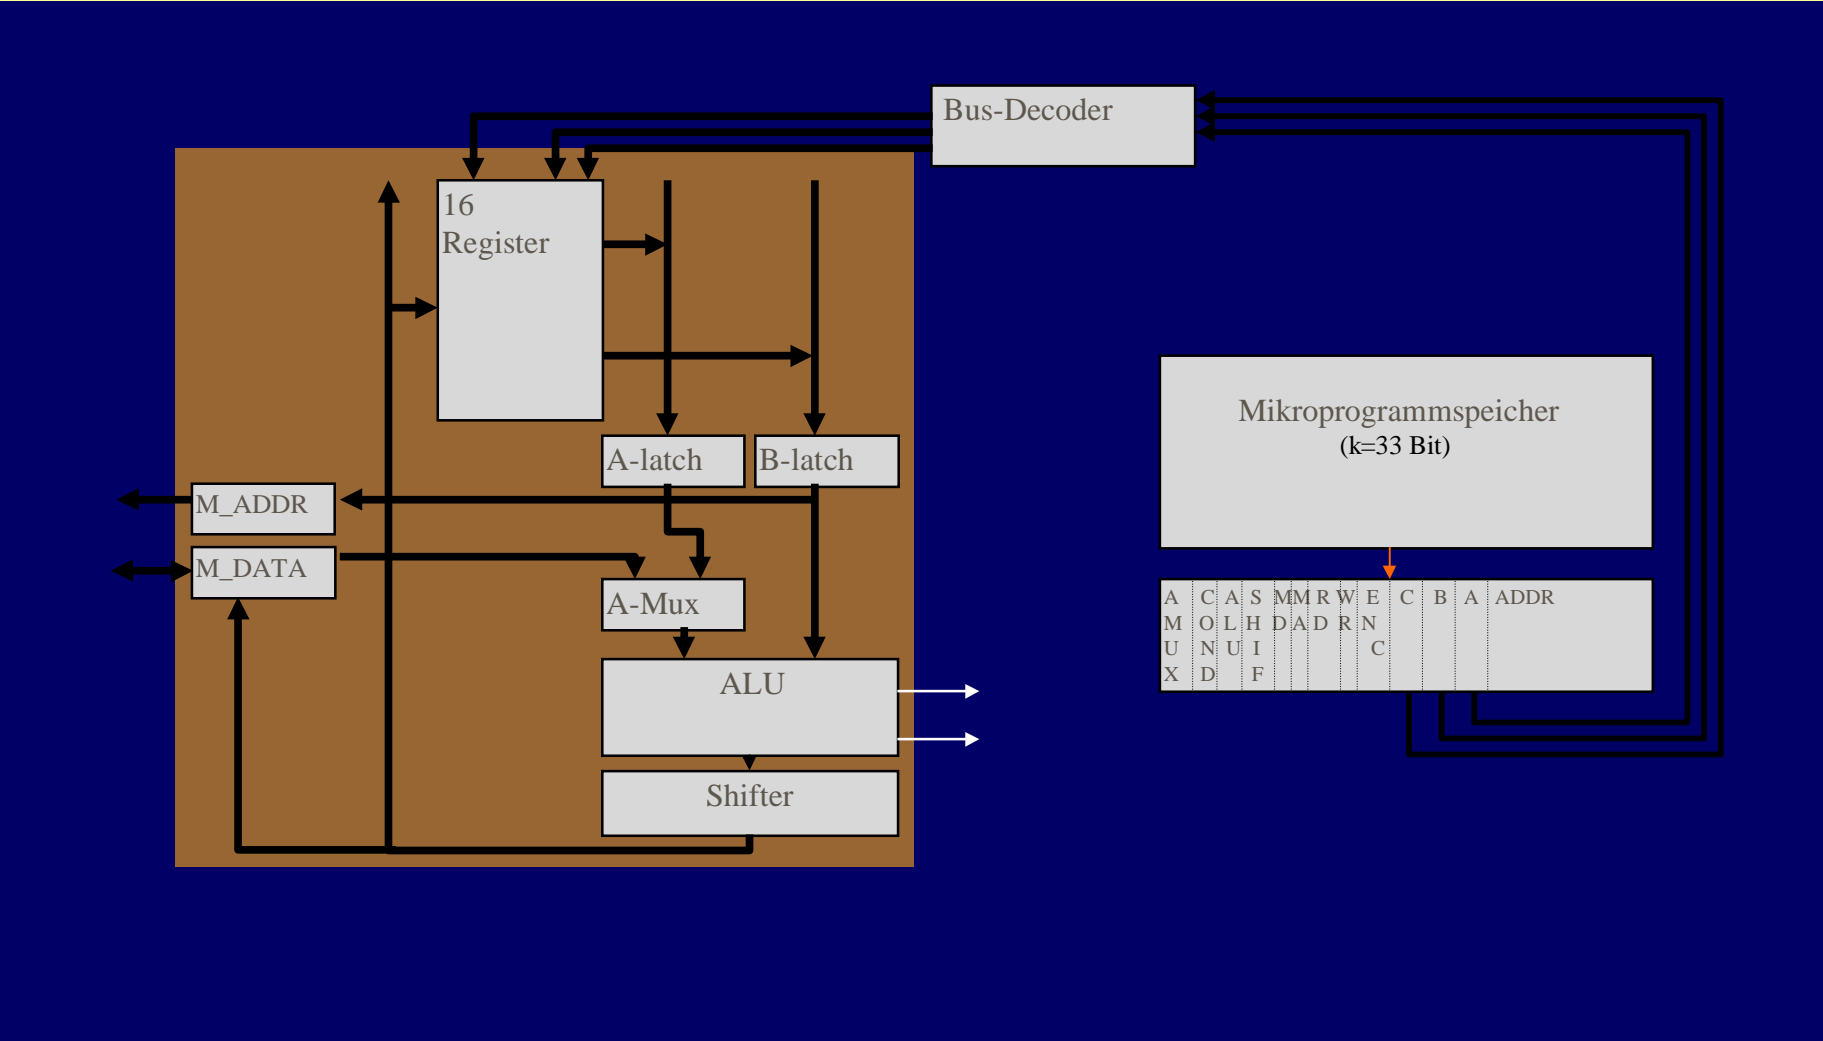 Bus-Decoder
16
Register
Mikroprogrammspeicher
(k=33 Bit)
A-latch
B-latch
M_ADDR
M_DATA
A-Mux
A C A S M M R W E C B A ADDR
M O L H D A D R N
U N U I C
X D F
ALU
Shifter